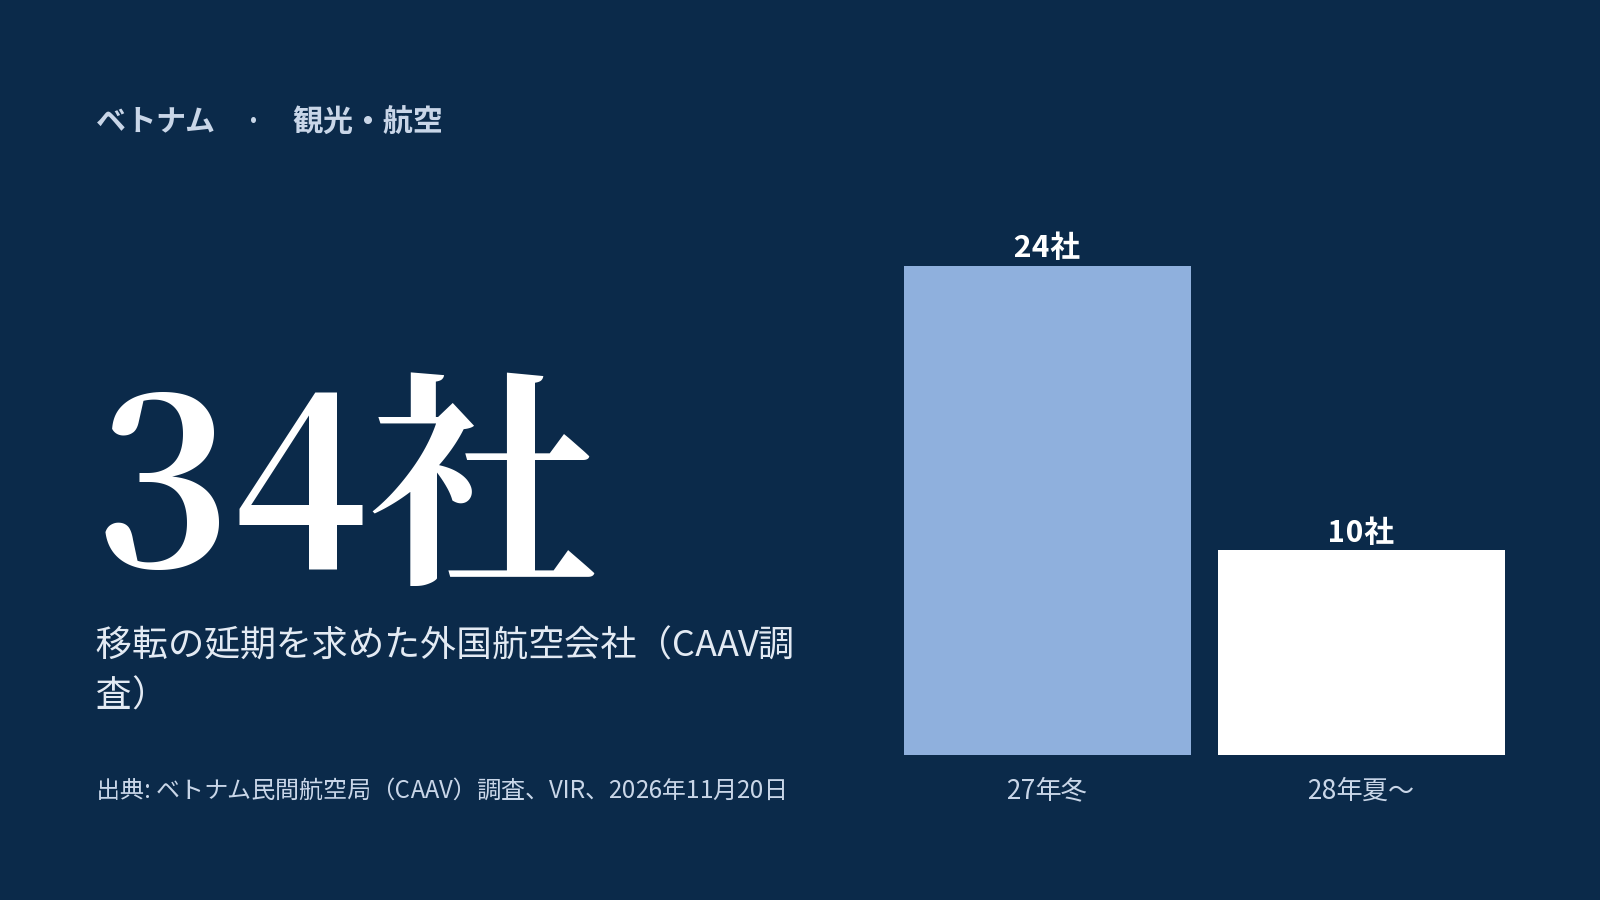 ベトナム · 観光・航空
34社
移転の延期を求めた外国航空会社（CAAV調
査）
出典: ベトナム民間航空局（CAAV）調査、VIR、2026年11月20日
24社
10社
27年冬
28年夏～